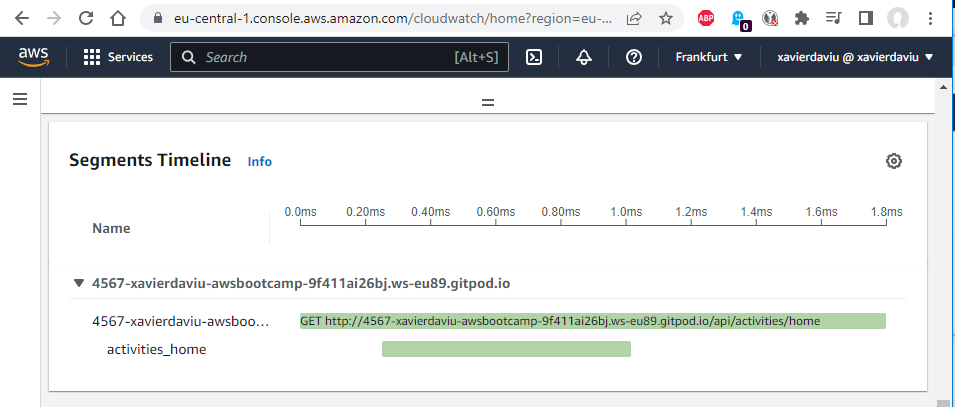 eu-central-1.console.aws.amazon.com/cloudwatch/home?region=eu-...
ABP
0
aws
Services
Search
[Alt+S]
Frankfurt
xavierdaviu @ xavierdaviu
Segments Timeline
Info
Name
0.0ms 0.20ms 0.40ms 0.60ms 0.80ms 1.0ms 1.2ms 1.4ms 1.6ms 1.8ms
4567-xavierdaviu-awsbootcamp-9f411ai26bj.ws-eu89.gitpod.io
4567-xavierdaviu-awsboo...
GET http://4567-xavierdaviu-awsbootcamp-9f411ai26bj.ws-eu89.gitpod.io/api/activities/home
activities_home